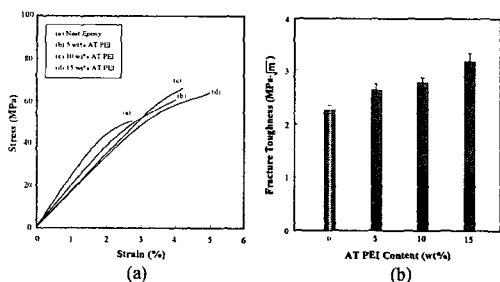 (a) Neat Epoxy
(b) 5 wt% AT PEI
(c) 10 wt% AT PEI
(d) 15 wt% AT PEI
100
80
60
40
20
0
Stress (MPa)
(a)
(b)
(c)
(d)
0 1 2 3 4 5 6
Strain (%)
(a)
4
3
2
1
Fracture Toughness (MPa·√m)
0 5 10 15
AT PEI Content (wt%)
(b)